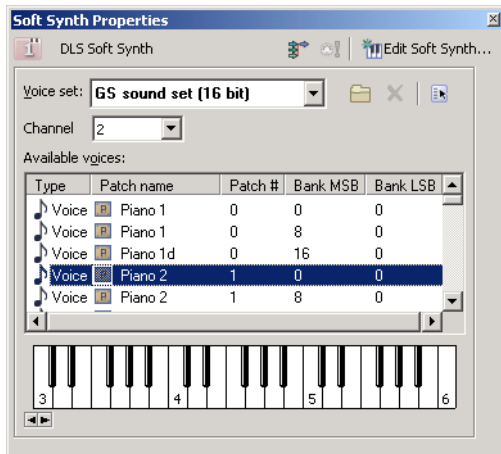 Soft Synth Properties
DLS Soft Synth
Edit Soft Synth...
Voice set: GS sound set (16 bit)
Channel 2
Available voices:
Type Patch name Patch # Bank MSB Bank LSB
Voice P Piano 1 0 0 0
Voice P Piano 1 0 8 0
Voice P Piano 1d 0 16 0
Voice P Piano 2 1 0 0
Voice P Piano 2 1 8 0
3 4 5 6